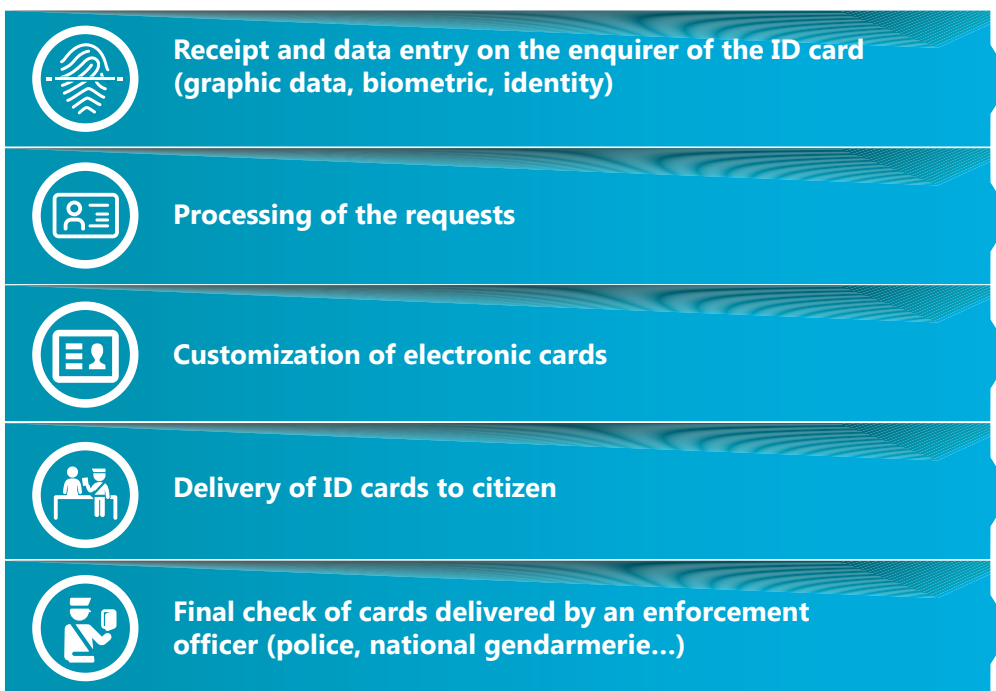 Receipt and data entry on the enquirer of the ID card
(graphic data, biometric, identity)
Processing of the requests
Customization of electronic cards
Delivery of ID cards to citizen
Final check of cards delivered by an enforcement
officer (police, national gendarmerie...)